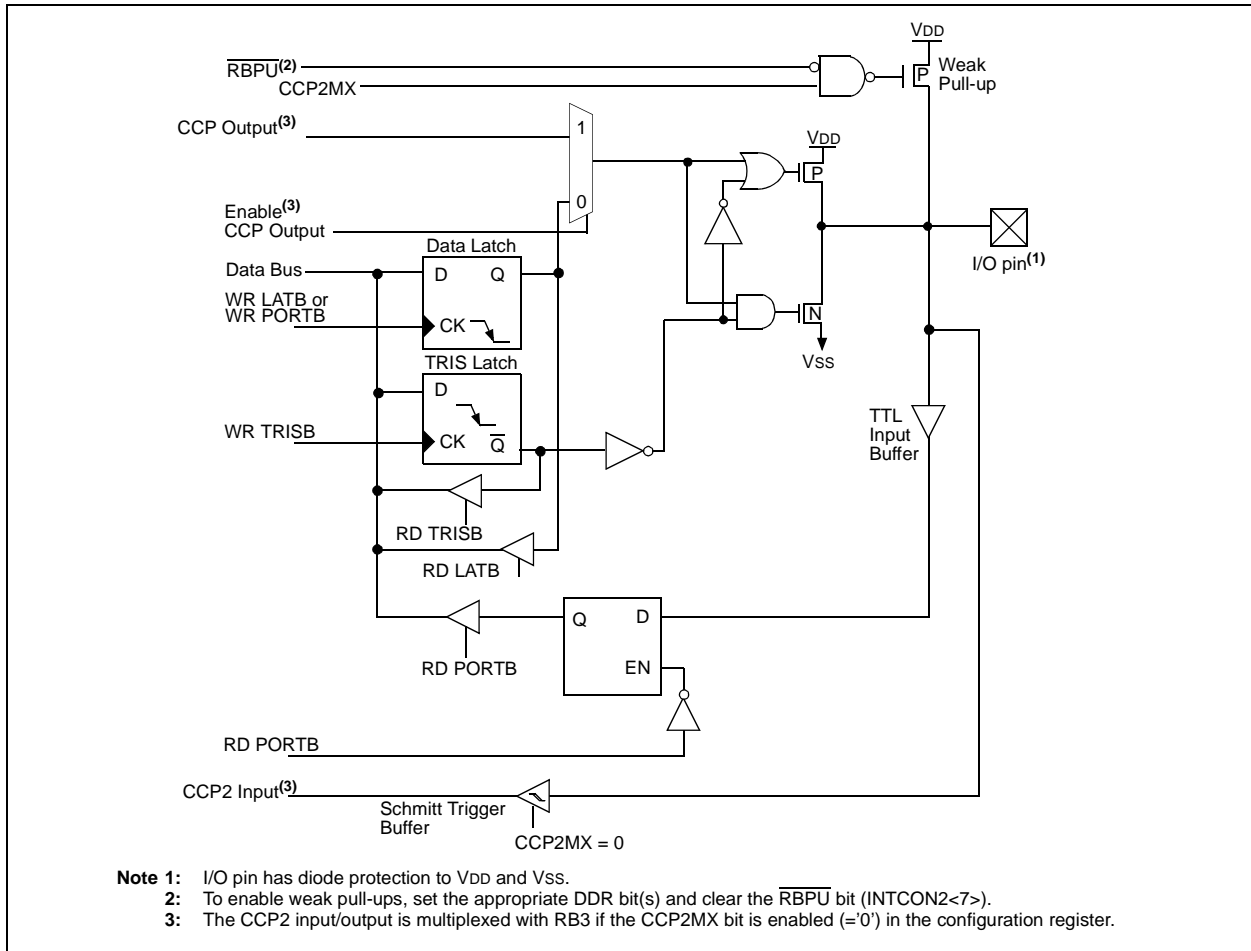 VDD
RBPU(2)
Weak
Pull-up
P
CCP2MX
CCP Output(3)
1
VDD
P
0
Enable(3)
CCP Output
I/O pin(1)
Data Latch
Data Bus
D Q
WR LATB or
WR PORTB
CK
N
VSS
TRIS Latch
D
TTL
Input
Buffer
WR TRISB
CK Q
RD TRISB
RD LATB
Q D
RD PORTB
EN
RD PORTB
CCP2 Input(3)
Schmitt Trigger
Buffer
CCP2MX = 0
Note 1: I/O pin has diode protection to VDD and VSS.
2: To enable weak pull-ups, set the appropriate DDR bit(s) and clear the RBPU bit (INTCON2<7>).
3: The CCP2 input/output is multiplexed with RB3 if the CCP2MX bit is enabled (='0') in the configuration register.